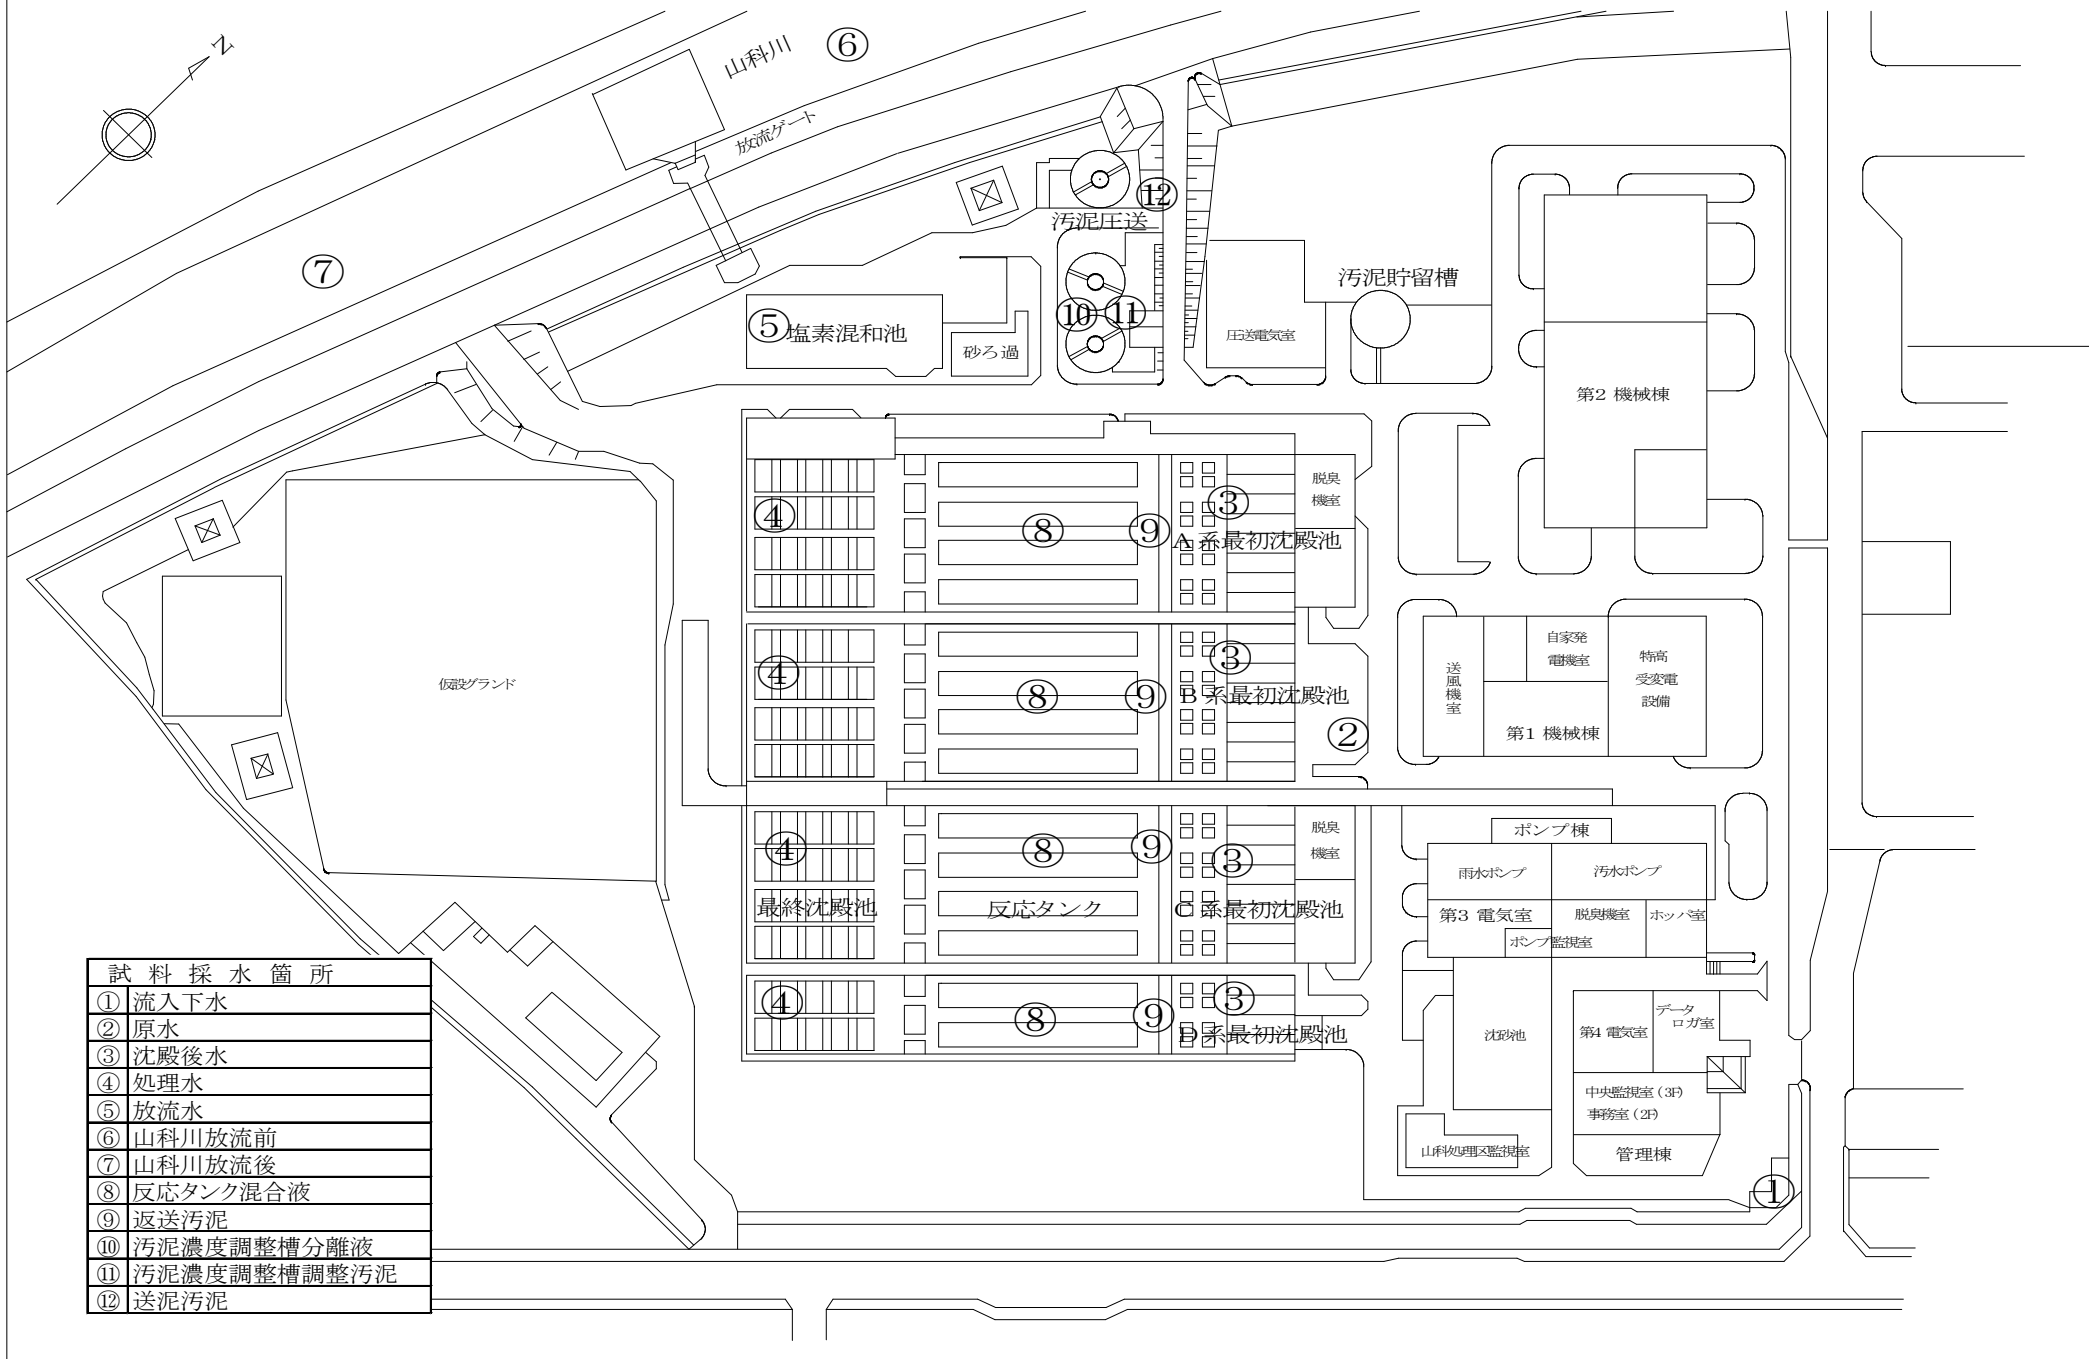 N
山科川
⑥
放流ゲート
⑦
⑫
汚泥圧送
⑩
⑪
汚泥貯留槽
圧送電気室
⑤
塩素混和池
砂ろ過
第2 機械棟
脱臭
機室
④
⑧
⑨
③
A 系最初沈殿池
仮設グランド
④
⑧
⑨
③
B 系最初沈殿池
②
送風機室
自家発
電機室
特高
受変電
設備
第1 機械棟
脱臭
機室
④
⑧
⑨
③
最終沈殿池
反応タンク
C 系最初沈殿池
ポンプ棟
雨水ポンプ
汚水ポンプ
第3 電気室
脱臭機室
ホッパ室
ポンプ監視室
④
⑧
⑨
③
D 系最初沈殿池
沈砂池
第4 電気室
データ
ロガ室
中央監視室(3F)
事務室(2F)
山科処理区監視室
管理棟
①
試料採水箇所
① 流入下水
② 原水
③ 沈殿後水
④ 処理水
⑤ 放流水
⑥ 山科川放流前
⑦ 山科川放流後
⑧ 反応タンク混合液
⑨ 返送汚泥
⑩ 汚泥濃度調整槽分離液
⑪ 汚泥濃度調整槽調整汚泥
⑫ 送泥汚泥